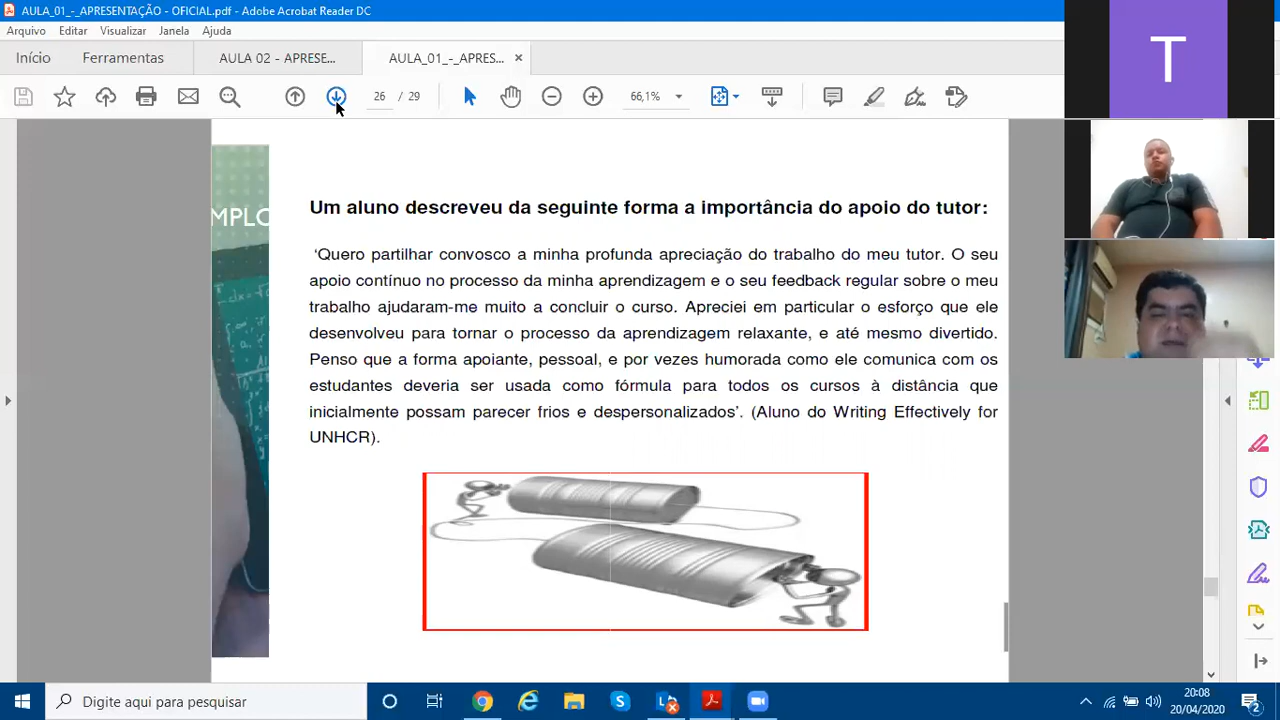 AULA_01_-_APRESENTAÇÃO - OFICIAL.pdf - Adobe Acrobat Reader DC
Arquivo Editar Visualizar Janela Ajuda
Início Ferramentas AULA 02 - APRESE... AULA_01_-_APRES... ×
26 / 29 66,1%
T
MPLO
Um aluno descreveu da seguinte forma a importância do apoio do tutor:
'Quero partilhar convosco a minha profunda apreciação do trabalho do meu tutor. O seu
apoio contínuo no processo da minha aprendizagem e o seu feedback regular sobre o meu
trabalho ajudaram-me muito a concluir o curso. Apreciei em particular o esforço que ele
desenvolveu para tornar o processo da aprendizagem relaxante, e até mesmo divertido.
Penso que a forma apoiante, pessoal, e por vezes humorada como ele comunica com os
estudantes deveria ser usada como fórmula para todos os cursos à distância que
inicialmente possam parecer frios e despersonalizados'. (Aluno do Writing Effectively for
UNHCR).
Digite aqui para pesquisar
20:08
20/04/2020
2